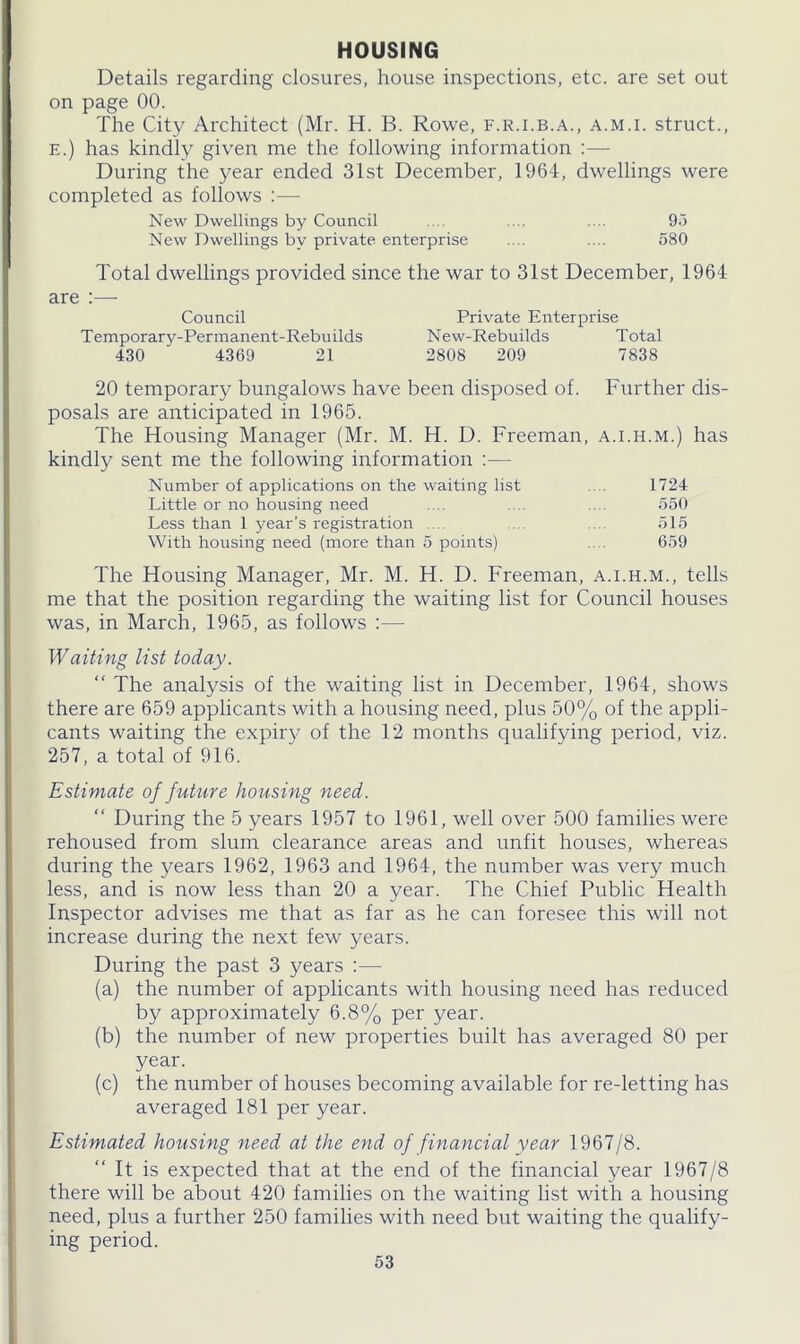 HOUSING
Details regarding closures, house inspections, etc. are set out
on page 00.
The City Architect (Mr. H. B. Rowe, F.R.I.B.A., A.M.I. struct.,
E.) has kindly given me the following information :—
During the year ended 31st December, 1964, dwellings were
completed as follows :—
New Dwellings by Council .... .... .... 95
New Dwellings by private enterprise .... .... 580
Total dwellings provided since the war to 31st December, 1964
are :—
Council Private Enterprise
Temporary-Permanent-Rebuilds New-Rebuilds Total
430 4369 21 2808 209 7838
20 temporary bungalows have been disposed of. Further dis-
posals are anticipated in 1965.
The Housing Manager (Mr. M. H. D. Freeman, A.I.H.M.) has
kindly sent me the following information :—
Number of applications on the waiting list .... 1724
Little or no housing need .... .... .... 550
Less than 1 year's registration .... .... .... 515
With housing need (more than 5 points) .... 659
The Housing Manager, Mr. M. H. D. Freeman, A.I.H.M., tells
me that the position regarding the waiting list for Council houses
was, in March, 1965, as follows :—
Waiting list today.
" The analysis of the waiting list in December, 1964, shows
there are 659 applicants with a housing need, plus 50% of the appli-
cants waiting the expiry of the 12 months qualifying period, viz.
257, a total of 916.
Estimate of future housing need.
" During the 5 years 1957 to 1961, well over 500 families were
rehoused from slum clearance areas and unfit houses, whereas
during the years 1962, 1963 and 1964, the number was very much
less, and is now less than 20 a year. The Chief Public Health
Inspector advises me that as far as he can foresee this will not
increase during the next few years.
During the past 3 years :—
(a) the number of applicants with housing need has reduced
by approximately 6.8% per year.
(b) the number of new properties built has averaged 80 per
year.
(c) the number of houses becoming available for re-letting has
averaged 181 per year.
Estimated housing need at the end of financial year 1967/8.
" It is expected that at the end of the financial year 1967/8
there will be about 420 families on the waiting list with a housing
need, plus a further 250 families with need but waiting the qualify-
ing period.
53